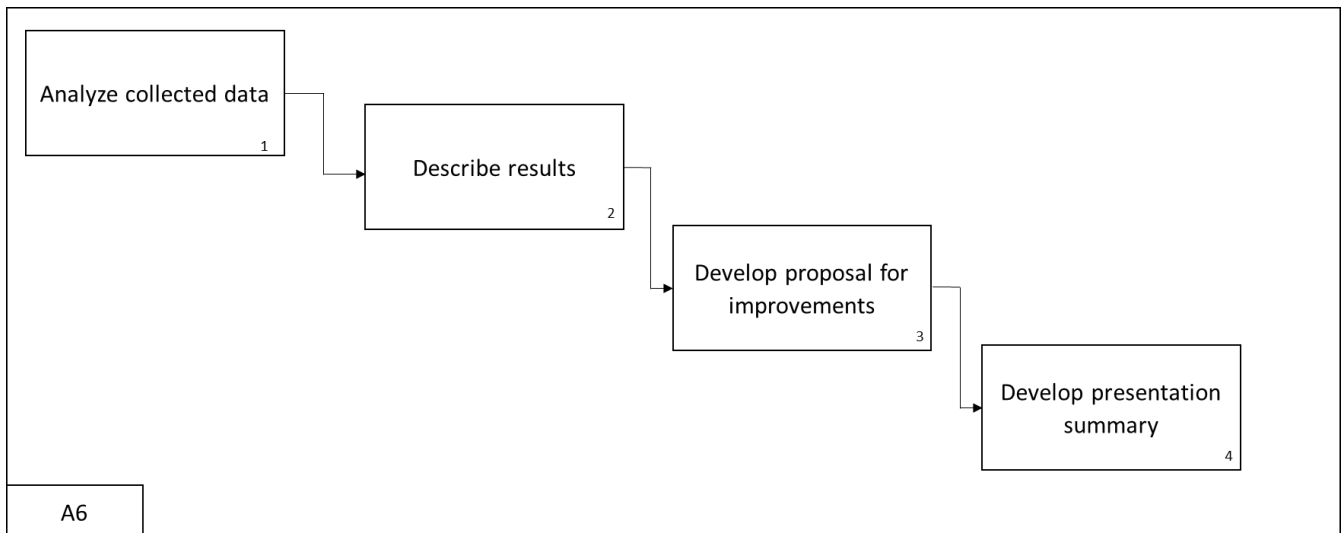 Analyze collected data
1
Describe results
2
Develop proposal for
improvements
3
Develop presentation
summary
4
A6